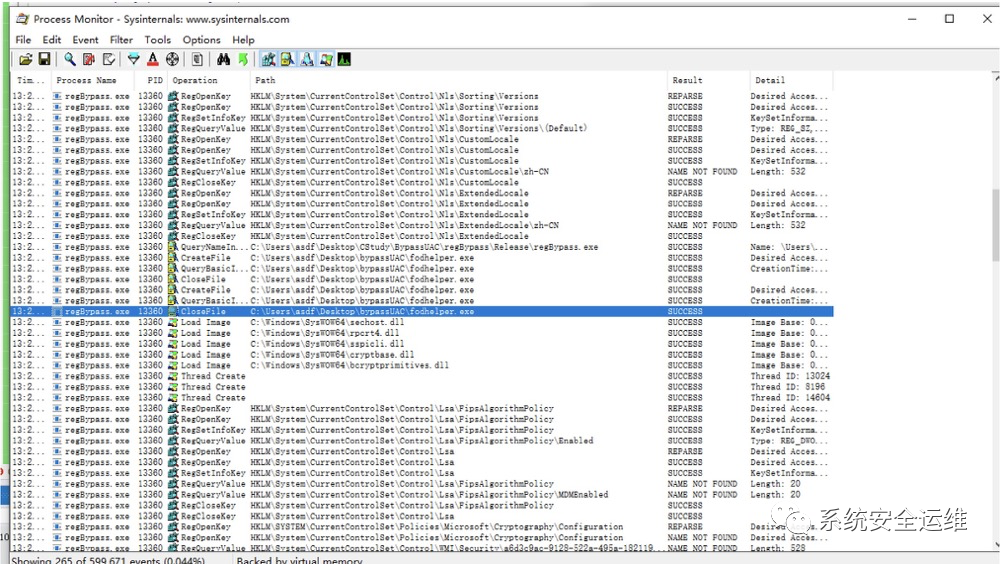 Process Monitor - Sysinternals: www.sysinternals.com
File Edit Event Filter Tools Options Help
Tim... Process Name PID Operation Path Result Detail
13:2... regBypass.exe 13360 RegOpenKey HKLM\System\CurrentControlSet\Control\Nls\Sorting\Versions REPARSE Desired Acces...
13:2... regBypass.exe 13360 RegOpenKey HKLM\System\CurrentControlSet\Control\Nls\Sorting\Versions SUCCESS Desired Acces...
13:2... regBypass.exe 13360 RegSetInfoKey HKLM\System\CurrentControlSet\Control\Nls\Sorting\Versions SUCCESS KeySetInforma...
13:2... regBypass.exe 13360 RegQueryValue HKLM\System\CurrentControlSet\Control\Nls\Sorting\Versions\(Default) SUCCESS Type: REG_SZ,...
13:2... regBypass.exe 13360 RegOpenKey HKLM\System\CurrentControlSet\Control\Nls\CustomLocale REPARSE Desired Acces...
13:2... regBypass.exe 13360 RegOpenKey HKLM\System\CurrentControlSet\Control\Nls\CustomLocale SUCCESS Desired Acces...
13:2... regBypass.exe 13360 RegSetInfoKey HKLM\System\CurrentControlSet\Control\Nls\CustomLocale SUCCESS KeySetInforma...
13:2... regBypass.exe 13360 RegQueryValue HKLM\System\CurrentControlSet\Control\Nls\CustomLocale\zh-CN NAME NOT FOUND Length: 532
13:2... regBypass.exe 13360 RegCloseKey HKLM\System\CurrentControlSet\Control\Nls\CustomLocale SUCCESS
13:2... regBypass.exe 13360 RegOpenKey HKLM\System\CurrentControlSet\Control\Nls\ExtendedLocale REPARSE Desired Acces...
13:2... regBypass.exe 13360 RegOpenKey HKLM\System\CurrentControlSet\Control\Nls\ExtendedLocale SUCCESS Desired Acces...
13:2... regBypass.exe 13360 RegSetInfoKey HKLM\System\CurrentControlSet\Control\Nls\ExtendedLocale SUCCESS KeySetInforma...
13:2... regBypass.exe 13360 RegQueryValue HKLM\System\CurrentControlSet\Control\Nls\ExtendedLocale\zh-CN NAME NOT FOUND Length: 532
13:2... regBypass.exe 13360 RegCloseKey HKLM\System\CurrentControlSet\Control\Nls\ExtendedLocale SUCCESS
13:2... regBypass.exe 13360 QueryNameIn... C:\Users\asdf\Desktop\CStudy\BypassUAC\regBypass\Release\regBypass.exe SUCCESS Name: \Users\...
13:2... regBypass.exe 13360 CreateFile C:\Users\asdf\Desktop\bypassUAC\fodhelper.exe SUCCESS Desired Acces...
13:2... regBypass.exe 13360 QueryBasicI... C:\Users\asdf\Desktop\bypassUAC\fodhelper.exe SUCCESS CreationTime:...
13:2... regBypass.exe 13360 CloseFile C:\Users\asdf\Desktop\bypassUAC\fodhelper.exe SUCCESS
13:2... regBypass.exe 13360 CreateFile C:\Users\asdf\Desktop\bypassUAC\fodhelper.exe SUCCESS Desired Acces...
13:2... regBypass.exe 13360 QueryBasicI... C:\Users\asdf\Desktop\bypassUAC\fodhelper.exe SUCCESS CreationTime:...
13:2... regBypass.exe 13360 CloseFile C:\Users\asdf\Desktop\bypassUAC\fodhelper.exe SUCCESS
13:2... regBypass.exe 13360 Load Image C:\Windows\SysWOW64\sechost.dll SUCCESS Image Base: 0...
13:2... regBypass.exe 13360 Load Image C:\Windows\SysWOW64\rpcrt4.dll SUCCESS Image Base: 0...
13:2... regBypass.exe 13360 Load Image C:\Windows\SysWOW64\sspicli.dll SUCCESS Image Base: 0...
13:2... regBypass.exe 13360 Load Image C:\Windows\SysWOW64\cryptbase.dll SUCCESS Image Base: 0...
13:2... regBypass.exe 13360 Load Image C:\Windows\SysWOW64\bcryptprimitives.dll SUCCESS Image Base: 0...
13:2... regBypass.exe 13360 Thread Create SUCCESS Thread ID: 13024
13:2... regBypass.exe 13360 Thread Create SUCCESS Thread ID: 8196
13:2... regBypass.exe 13360 Thread Create SUCCESS Thread ID: 14604
13:2... regBypass.exe 13360 RegOpenKey HKLM\System\CurrentControlSet\Control\Lsa\FipsAlgorithmPolicy REPARSE Desired Acces...
13:2... regBypass.exe 13360 RegOpenKey HKLM\System\CurrentControlSet\Control\Lsa\FipsAlgorithmPolicy SUCCESS Desired Acces...
13:2... regBypass.exe 13360 RegSetInfoKey HKLM\System\CurrentControlSet\Control\Lsa\FipsAlgorithmPolicy SUCCESS KeySetInforma...
13:2... regBypass.exe 13360 RegQueryValue HKLM\System\CurrentControlSet\Control\Lsa\FipsAlgorithmPolicy\Enabled SUCCESS Type: REG_DWO...
13:2... regBypass.exe 13360 RegOpenKey HKLM\System\CurrentControlSet\Control\Lsa REPARSE Desired Acces...
13:2... regBypass.exe 13360 RegOpenKey HKLM\System\CurrentControlSet\Control\Lsa SUCCESS Desired Acces...
13:2... regBypass.exe 13360 RegSetInfoKey HKLM\System\CurrentControlSet\Control\Lsa SUCCESS KeySetInforma...
13:2... regBypass.exe 13360 RegQueryValue HKLM\System\CurrentControlSet\Control\Lsa\FipsAlgorithmPolicy NAME NOT FOUND Length: 20
13:2... regBypass.exe 13360 RegQueryValue HKLM\System\CurrentControlSet\Control\Lsa\FipsAlgorithmPolicy\MDMEnabled NAME NOT FOUND Length: 20
13:2... regBypass.exe 13360 RegCloseKey HKLM\System\CurrentControlSet\Control\Lsa\FipsAlgorithmPolicy SUCCESS
13:2... regBypass.exe 13360 RegCloseKey HKLM\System\CurrentControlSet\Control\Lsa SUCCESS
13:2... regBypass.exe 13360 RegOpenKey HKLM\SYSTEM\CurrentControlSet\Policies\Microsoft\Cryptography\Configuration REPARSE Desired Acces...
13:2... regBypass.exe 13360 RegOpenKey HKLM\System\CurrentControlSet\Policies\Microsoft\Cryptography\Configuration NAME NOT FOUND Desired Acces...
13:2... regBypass.exe 13360 RegQueryValue HKLM\System\CurrentControlSet\Control\WMI\Security\a6d3c9ac-9128-522a-495a-182119... NAME NOT FOUND Length: 528
Showing 265 of 599,671 events (0.044%) Backed by virtual memory
系统安全运维